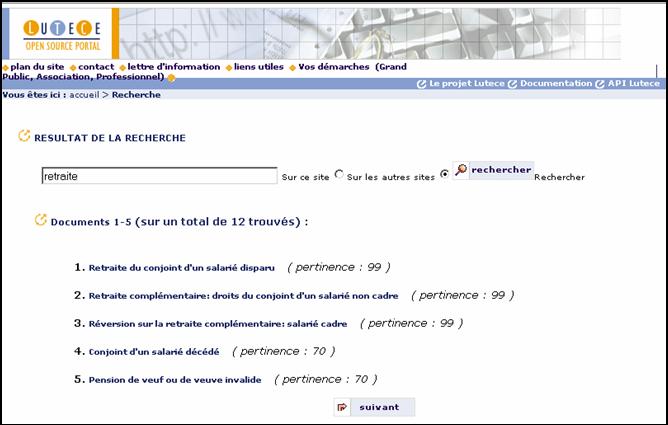 LUTECE
OPEN SOURCE PORTAL
http://
plan du site contact lettre d'information liens utiles Vos démarches (Grand
Public, Association, Professionnel)
Le projet Lutece Documentation API Lutece
Vous êtes ici : accueil > Recherche
RESULTAT DE LA RECHERCHE
retraite Sur ce site Sur les autres sites rechercher Rechercher
Documents 1-5 (sur un total de 12 trouvés) :
1. Retraite du conjoint d'un salarié disparu ( pertinence : 99 )
2. Retraite complémentaire: droits du conjoint d'un salarié non cadre ( pertinence : 99 )
3. Réversion sur la retraite complémentaire: salarié cadre ( pertinence : 99 )
4. Conjoint d'un salarié décédé ( pertinence : 70 )
5. Pension de veuf ou de veuve invalide ( pertinence : 70 )
suivant